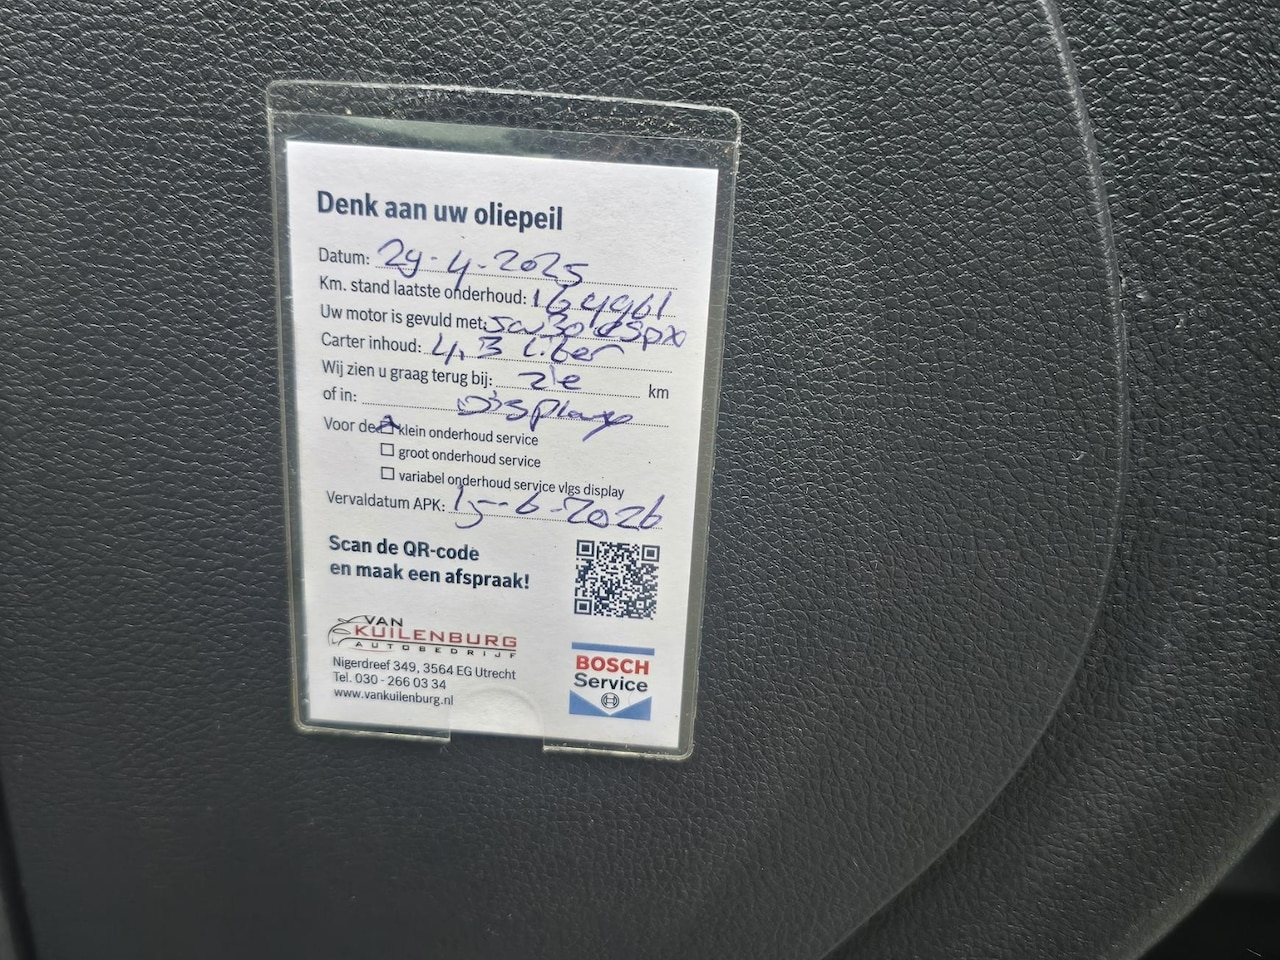 Denk aan uw oliepeil
Datum: 29-4-2025
Km. stand laatste onderhoud: 164961
Uw motor is gevuld met: 5w30
Carter inhoud: 4,3 Liter
Wij zien u graag terug bij: zie km
of in: Display
Voor de: klein onderhoud service
groot onderhoud service
variabel onderhoud service vlgs display
Vervaldatum APK: 15-6-2026
Scan de QR-code
en maak een afspraak!
VAN
KUILENBURG
AUTOBEDRIJF
Nigerdreef 349, 3564 EG Utrecht
Tel. 030 - 266 03 34
www.vankuilenburg.nl
BOSCH
Service